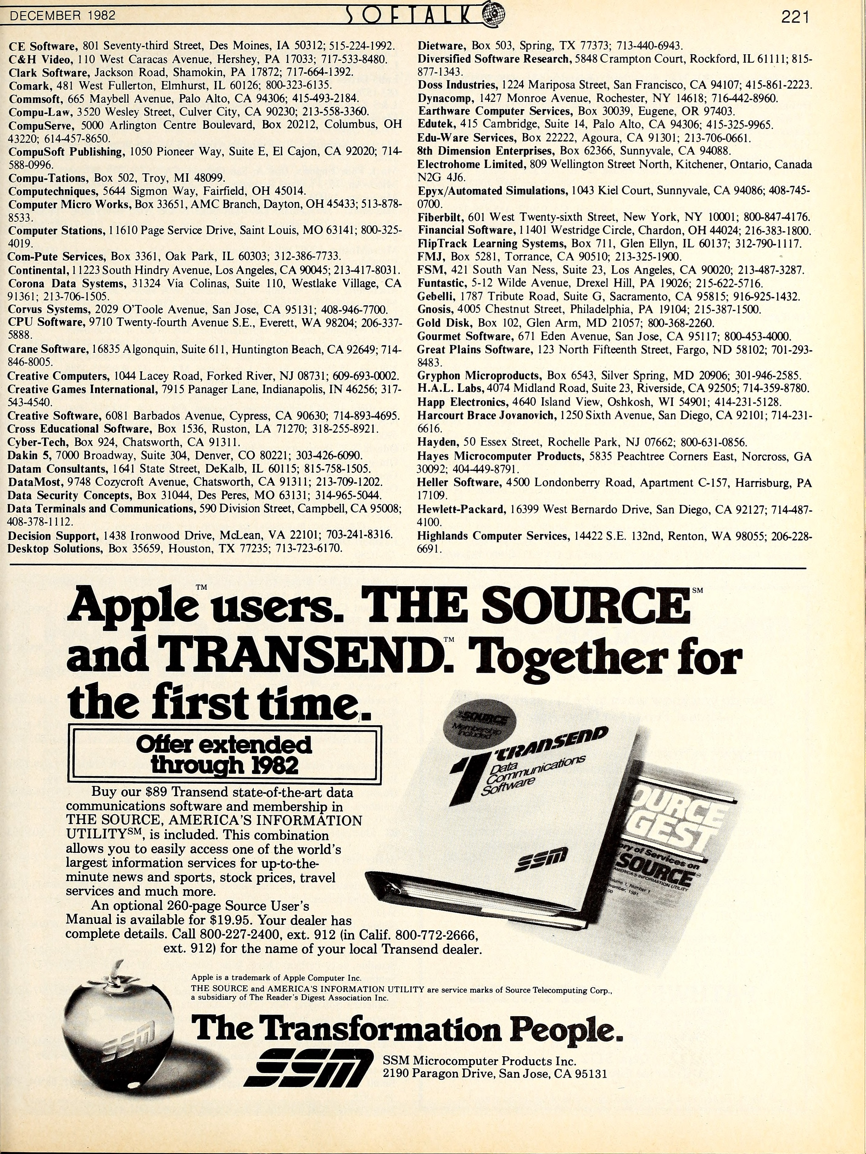 DECEMBER 1982
SOFTALK
221
CE Software, 801 Seventy-third Street, Des Moines, IA 50312; 515-224-1992.
C&H Video, 110 West Caracas Avenue, Hershey, PA 17033; 717-533-8480.
Clark Software, Jackson Road, Shamokin, PA 17872; 717-664-1392.
Comark, 481 West Fullerton, Elmhurst, IL 60126; 800-323-6135.
Commsoft, 665 Maybell Avenue, Palo Alto, CA 94306; 415-493-2184.
Compu-Law, 3520 Wesley Street, Culver City, CA 90230; 213-558-3360.
CompuServe, 5000 Arlington Centre Boulevard, Box 20212, Columbus, OH
43220; 614-457-8650.
CompuSoft Publishing, 1050 Pioneer Way, Suite E, El Cajon, CA 92020; 714-
588-0996.
Compu-Tations, Box 502, Troy, MI 48099.
Computechniques, 5644 Sigmon Way, Fairfield, OH 45014.
Computer Micro Works, Box 33651, AMC Branch, Dayton, OH 45433; 513-878-
8533.
Computer Stations, 11610 Page Service Drive, Saint Louis, MO 63141; 800-325-
4019.
Com-Pute Services, Box 3361, Oak Park, IL 60303; 312-386-7733.
Continental, 11223 South Hindry Avenue, Los Angeles, CA 90045; 213-417-8031.
Corona Data Systems, 31324 Via Colinas, Suite 110, Westlake Village, CA
91361; 213-706-1505.
Corvus Systems, 2029 O'Toole Avenue, San Jose, CA 95131; 408-946-7700.
CPU Software, 9710 Twenty-fourth Avenue S.E., Everett, WA 98204; 206-337-
5888.
Crane Software, 16835 Algonquin, Suite 611, Huntington Beach, CA 92649; 714-
846-8005.
Creative Computers, 1044 Lacey Road, Forked River, NJ 08731; 609-693-0002.
Creative Games International, 7915 Panager Lane, Indianapolis, IN 46256; 317-
543-4540.
Creative Software, 6081 Barbados Avenue, Cypress, CA 90630; 714-893-4695.
Cross Educational Software, Box 1536, Ruston, LA 71270; 318-255-8921.
Cyber-Tech, Box 924, Chatsworth, CA 91311.
Dakin 5, 7000 Broadway, Suite 304, Denver, CO 80221; 303-426-6090.
Datam Consultants, 1641 State Street, DeKalb, IL 60115; 815-758-1505.
DataMost, 9748 Cozycroft Avenue, Chatsworth, CA 91311; 213-709-1202.
Data Security Concepts, Box 31044, Des Peres, MO 63131; 314-965-5044.
Data Terminals and Communications, 590 Division Street, Campbell, CA 95008;
408-378-1112.
Decision Support, 1438 Ironwood Drive, McLean, VA 22101; 703-241-8316.
Desktop Solutions, Box 35659, Houston, TX 77235; 713-723-6170.
Dietware, Box 503, Spring, TX 77373; 713-440-6943.
Diversified Software Research, 5848 Crampton Court, Rockford, IL 61111; 815-
877-1343.
Doss Industries, 1224 Mariposa Street, San Francisco, CA 94107; 415-861-2223.
Dynacomp, 1427 Monroe Avenue, Rochester, NY 14618; 716-442-8960.
Earthware Computer Services, Box 30039, Eugene, OR 97403.
Edutek, 415 Cambridge, Suite 14, Palo Alto, CA 94306; 415-325-9965.
Edu-Ware Services, Box 22222, Agoura, CA 91301; 213-706-0661.
8th Dimension Enterprises, Box 62366, Sunnyvale, CA 94088.
Electrohome Limited, 809 Wellington Street North, Kitchener, Ontario, Canada
N2G 4J6.
Epyx/Automated Simulations, 1043 Kiel Court, Sunnyvale, CA 94086; 408-745-
0700.
Fiberbilt, 601 West Twenty-sixth Street, New York, NY 10001; 800-847-4176.
Financial Software, 11401 Westridge Circle, Chardon, OH 44024; 216-383-1800.
FlipTrack Learning Systems, Box 711, Glen Ellyn, IL 60137; 312-790-1117.
FMJ, Box 5281, Torrance, CA 90510; 213-325-1900.
FSM, 421 South Van Ness, Suite 23, Los Angeles, CA 90020; 213-487-3287.
Funtastic, 5-12 Wilde Avenue, Drexel Hill, PA 19026; 215-622-5716.
Gebelli, 1787 Tribute Road, Suite G, Sacramento, CA 95815; 916-925-1432.
Gnosis, 4005 Chestnut Street, Philadelphia, PA 19104; 215-387-1500.
Gold Disk, Box 102, Glen Arm, MD 21057; 800-368-2260.
Gourmet Software, 671 Eden Avenue, San Jose, CA 95117; 800-453-4000.
Great Plains Software, 123 North Fifteenth Street, Fargo, ND 58102; 701-293-
8483.
Gryphon Microproducts, Box 6543, Silver Spring, MD 20906; 301-946-2585.
H.A.L. Labs, 4074 Midland Road, Suite 23, Riverside, CA 92505; 714-359-8780.
Happ Electronics, 4640 Island View, Oshkosh, WI 54901; 414-231-5128.
Harcourt Brace Jovanovich, 1250 Sixth Avenue, San Diego, CA 92101; 714-231-
6616.
Hayden, 50 Essex Street, Rochelle Park, NJ 07662; 800-631-0856.
Hayes Microcomputer Products, 5835 Peachtree Corners East, Norcross, GA
30092; 404-449-8791.
Heller Software, 4500 Londonberry Road, Apartment C-157, Harrisburg, PA
17109.
Hewlett-Packard, 16399 West Bernardo Drive, San Diego, CA 92127; 714-487-
4100.
Highlands Computer Services, 14422 S.E. 132nd, Renton, WA 98055; 206-228-
6691.
Apple™ users. THE SOURCE℠
and TRANSEND.™ Together for
the first time.
Offer extended
through 1982
Buy our $89 Transend state-of-the-art data
communications software and membership in
THE SOURCE, AMERICA'S INFORMATION
UTILITY℠, is included. This combination
allows you to easily access one of the world's
largest information services for up-to-the-
minute news and sports, stock prices, travel
services and much more.
An optional 260-page Source User's
Manual is available for $19.95. Your dealer has
complete details. Call 800-227-2400, ext. 912 (in Calif. 800-772-2666,
ext. 912) for the name of your local Transend dealer.
SOURCE
Membership
Included
1 TRANSEND
Data
Communications
Software
SSM
OURCE
GEST
ory of Services on
SOURCE
AMERICA'S INFORMATION UTILITY
Apple is a trademark of Apple Computer Inc.
THE SOURCE and AMERICA'S INFORMATION UTILITY are service marks of Source Telecomputing Corp.,
a subsidiary of The Reader's Digest Association Inc.
SSM
The Transformation People.
SSM
SSM Microcomputer Products Inc.
2190 Paragon Drive, San Jose, CA 95131